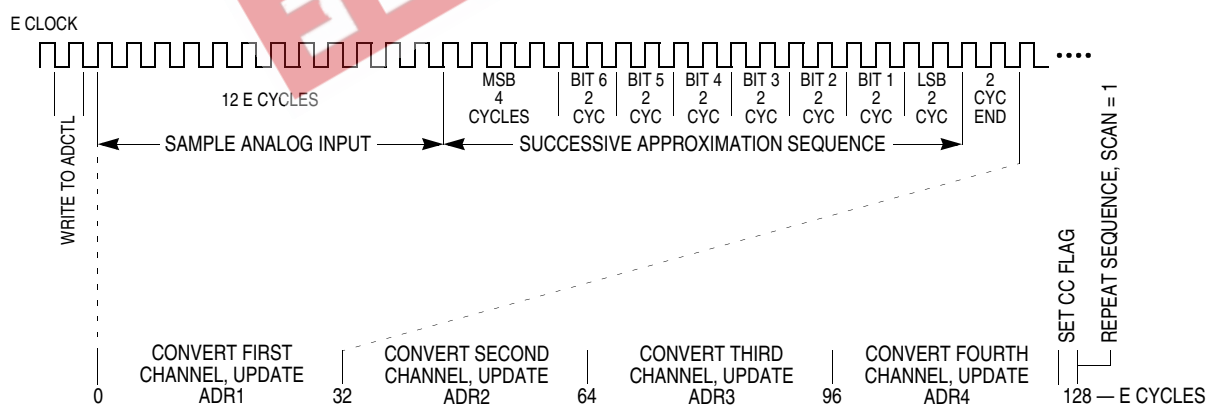 E CLOCK
12 E CYCLES
MSB
4
CYCLES
BIT 6
2
CYC
BIT 5
2
CYC
BIT 4
2
CYC
BIT 3
2
CYC
BIT 2
2
CYC
BIT 1
2
CYC
LSB
2
CYC
2
CYC
END
WRITE TO ADCTL
SAMPLE ANALOG INPUT
SUCCESSIVE APPROXIMATION SEQUENCE
SET CC FLAG
REPEAT SEQUENCE, SCAN = 1
CONVERT FIRST
CHANNEL, UPDATE
ADR1
CONVERT SECOND
CHANNEL, UPDATE
ADR2
CONVERT THIRD
CHANNEL, UPDATE
ADR3
CONVERT FOURTH
CHANNEL, UPDATE
ADR4
0
32
64
96
128 — E CYCLES